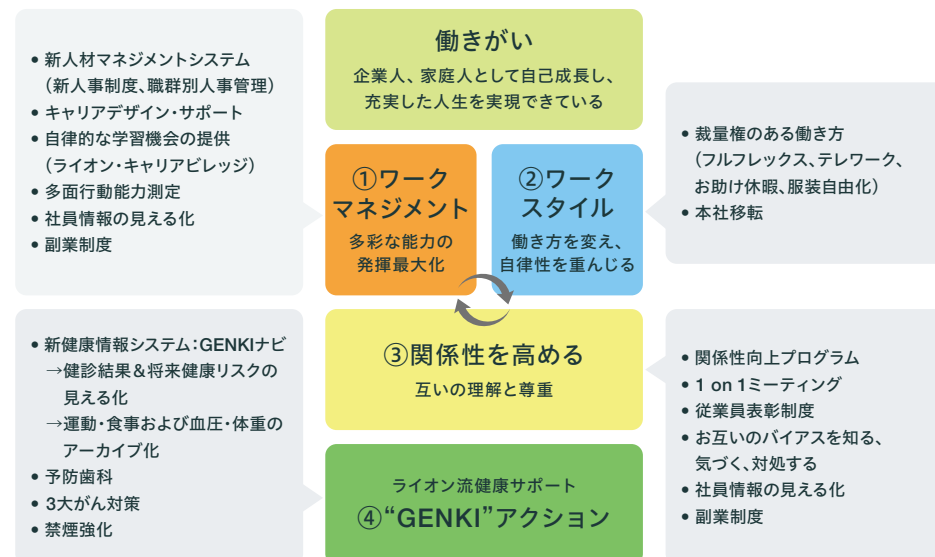 働きがい
企業人、家庭人として自己成長し、
充実した人生を実現できている
• 新人材マネジメントシステム
（新人事制度、職群別人事管理）
• キャリアデザイン・サポート
• 自律的な学習機会の提供
（ライオン・キャリアビレッジ）
• 多面行動能力測定
• 社員情報の見える化
• 副業制度
①ワーク
マネジメント
多彩な能力の
発揮最大化
②ワーク
スタイル
働き方を変え、
自律性を重んじる
• 裁量権のある働き方
（フルフレックス、テレワーク、
お助け休暇、服装自由化）
• 本社移転
③関係性を高める
互いの理解と尊重
• 関係性向上プログラム
• 1 on 1ミーティング
• 従業員表彰制度
• お互いのバイアスを知る、
気づく、対処する
• 社員情報の見える化
• 副業制度
• 新健康情報システム：GENKIナビ
→健診結果＆将来健康リスクの
見える化
→運動・食事および血圧・体重の
アーカイブ化
• 予防歯科
• 3大がん対策
• 禁煙強化
ライオン流健康サポート
④“GENKI”アクション